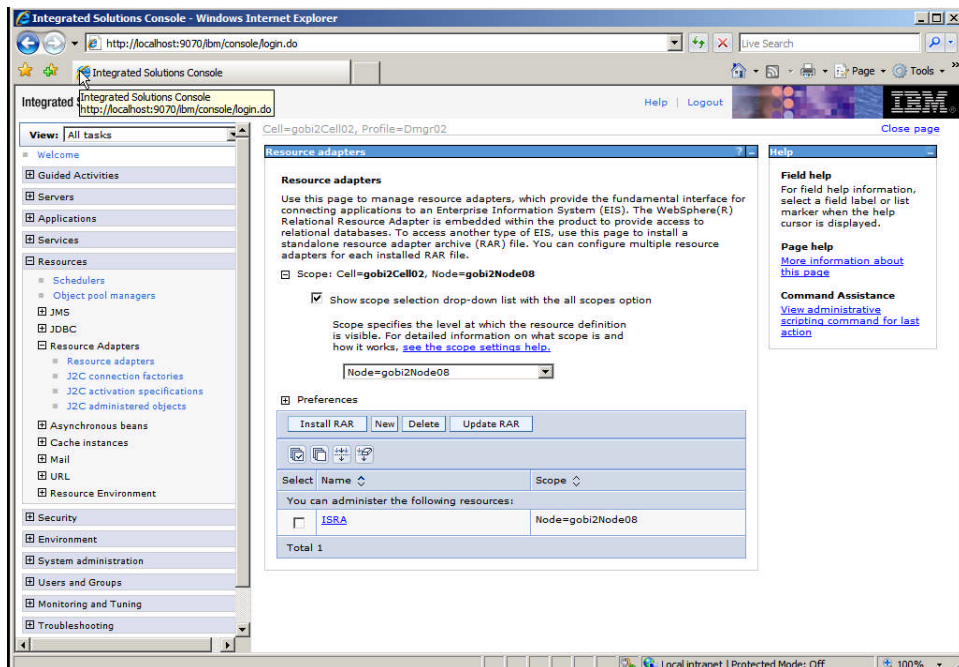 Integrated Solutions Console - Windows Internet Explorer
http://localhost:9070/ibm/console/login.do
Live Search
Integrated Solutions Console
Page
Tools
Integrated Solutions Console
http://localhost:9070/ibm/console/login.do
Integrated
Help | Logout
IBM
View: All tasks
Cell=gobi2Cell02, Profile=Dmgr02
Close page
Welcome
Guided Activities
Servers
Applications
Services
Resources
Schedulers
Object pool managers
JMS
JDBC
Resource Adapters
Resource adapters
J2C connection factories
J2C activation specifications
J2C administered objects
Asynchronous beans
Cache instances
Mail
URL
Resource Environment
Security
Environment
System administration
Users and Groups
Monitoring and Tuning
Troubleshooting
Resource adapters
? –
Resource adapters
Use this page to manage resource adapters, which provide the fundamental interface for
connecting applications to an Enterprise Information System (EIS). The WebSphere(R)
Relational Resource Adapter is embedded within the product to provide access to
relational databases. To access another type of EIS, use this page to install a
standalone resource adapter archive (RAR) file. You can configure multiple resource
adapters for each installed RAR file.
Scope: Cell=gobi2Cell02, Node=gobi2Node08
Show scope selection drop-down list with the all scopes option
Scope specifies the level at which the resource definition
is visible. For detailed information on what scope is and
how it works, see the scope settings help.
Node=gobi2Node08
Preferences
Install RAR New Delete Update RAR
Select Name Scope
You can administer the following resources:
ISRA Node=gobi2Node08
Total 1
Help
Field help
For field help information,
select a field label or list
marker when the help
cursor is displayed.
Page help
More information about
this page
Command Assistance
View administrative
scripting command for last
action
Local intranet | Protected Mode: Off
100%